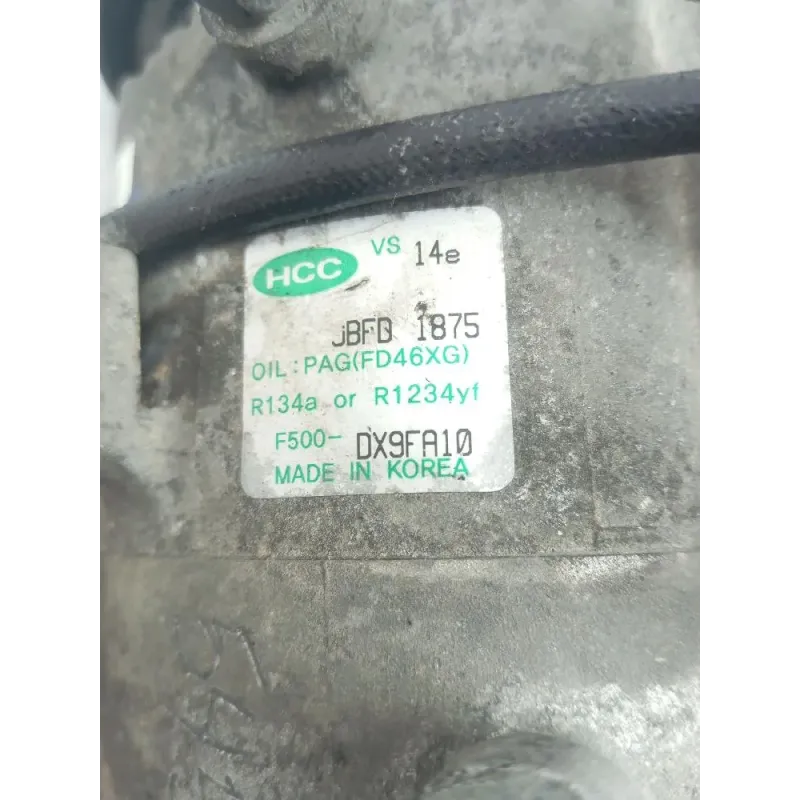 HCC VS 14e
JBFD 1875
OIL: PAG(FD46XG)
R134a or R1234yf
F500- DX9FA10
MADE IN KOREA